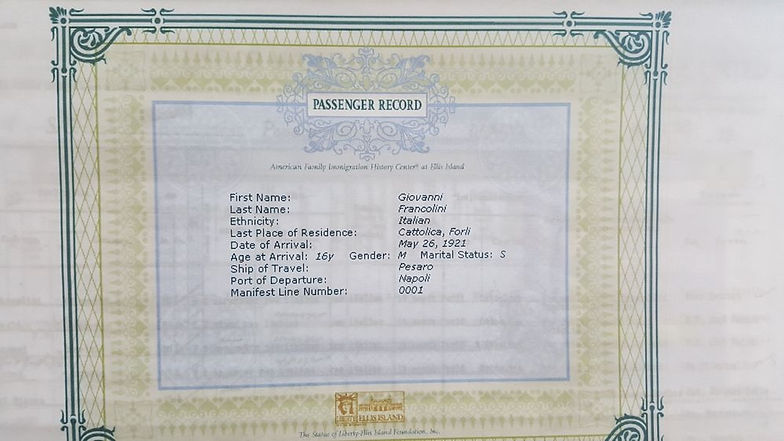 PASSENGER RECORD
American Family Immigration History Center® at Ellis Island
First Name: Giovanni
Last Name: Francolini
Ethnicity: Italian
Last Place of Residence: Cattolica, Forli
Date of Arrival: May 26, 1921
Age at Arrival: 16y Gender: M Marital Status: S
Ship of Travel: Pesaro
Port of Departure: Napoli
Manifest Line Number: 0001
ELLIS ISLAND
The Statue of Liberty-Ellis Island Foundation, Inc.